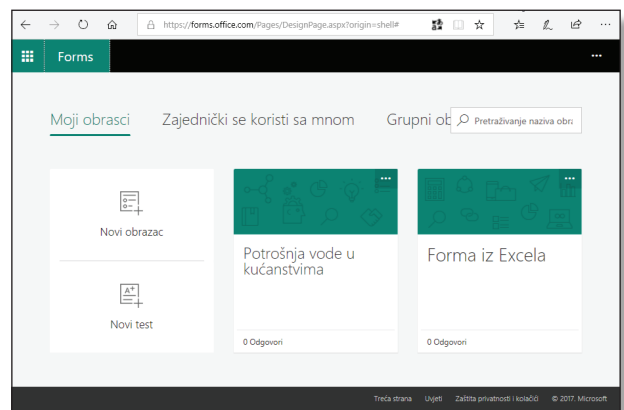 https://forms.office.com/Pages/DesignPage.aspx?origin=shell#
Forms
Moji obrasci Zajednički se koristi sa mnom Grupni ob Pretraživanje naziva obra
Novi obrazac
Novi test
Potrošnja vode u
kućanstvima
0 Odgovori
Forma iz Excela
0 Odgovori
Treća strana Uvjeti Zaštita privatnosti i kolačići © 2017. Microsoft